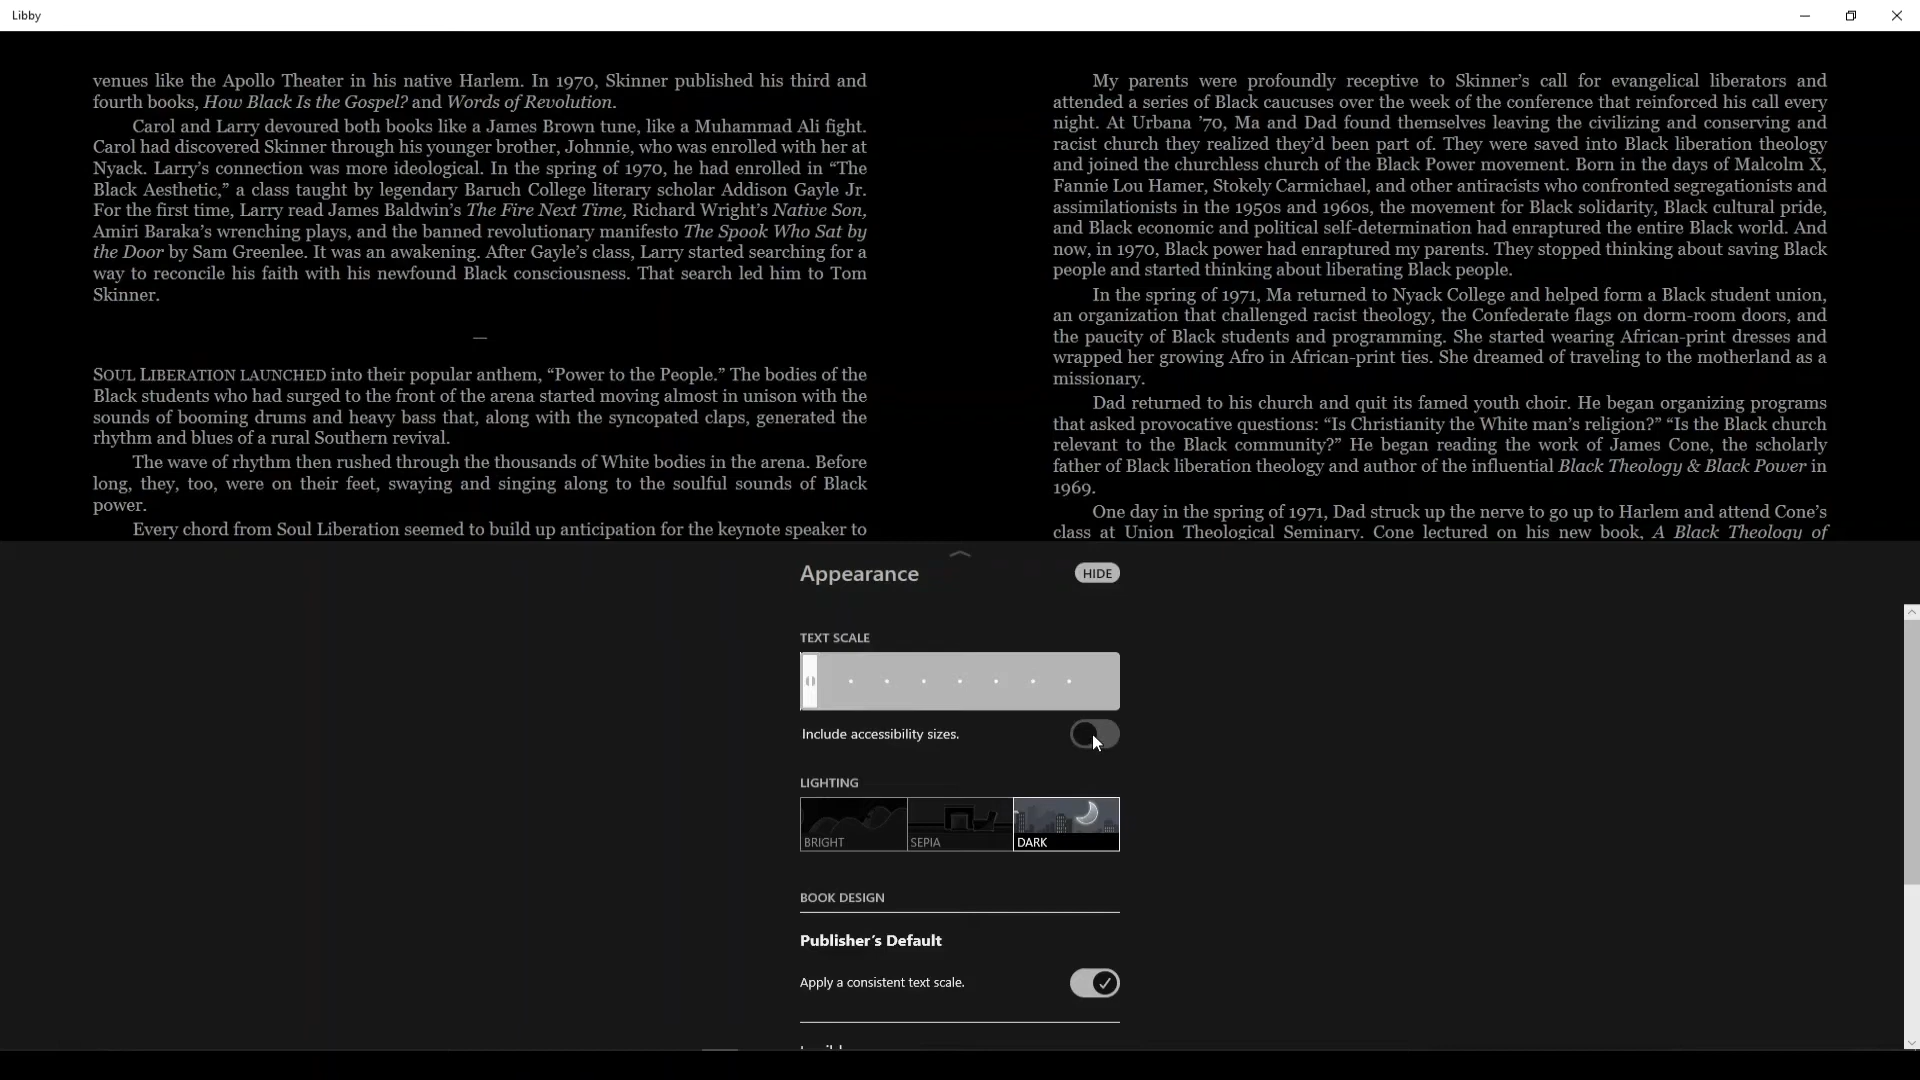 Libby
venues like the Apollo Theater in his native Harlem. In 1970, Skinner published his third and
fourth books, How Black Is the Gospel? and Words of Revolution.
Carol and Larry devoured both books like a James Brown tune, like a Muhammad Ali fight.
Carol had discovered Skinner through his younger brother, Johnnie, who was enrolled with her at
Nyack. Larry’s connection was more ideological. In the spring of 1970, he had enrolled in “The
Black Aesthetic,” a class taught by legendary Baruch College literary scholar Addison Gayle Jr.
For the first time, Larry read James Baldwin’s The Fire Next Time, Richard Wright’s Native Son,
Amiri Baraka’s wrenching plays, and the banned revolutionary manifesto The Spook Who Sat by
the Door by Sam Greenlee. It was an awakening. After Gayle’s class, Larry started searching for a
way to reconcile his faith with his newfound Black consciousness. That search led him to Tom
Skinner.
—
SOUL LIBERATION LAUNCHED into their popular anthem, “Power to the People.” The bodies of the
Black students who had surged to the front of the arena started moving almost in unison with the
sounds of booming drums and heavy bass that, along with the syncopated claps, generated the
rhythm and blues of a rural Southern revival.
The wave of rhythm then rushed through the thousands of White bodies in the arena. Before
long, they, too, were on their feet, swaying and singing along to the soulful sounds of Black
power.
Every chord from Soul Liberation seemed to build up anticipation for the keynote speaker to
My parents were profoundly receptive to Skinner’s call for evangelical liberators and
attended a series of Black caucuses over the week of the conference that reinforced his call every
night. At Urbana ’70, Ma and Dad found themselves leaving the civilizing and conserving and
racist church they realized they’d been part of. They were saved into Black liberation theology
and joined the churchless church of the Black Power movement. Born in the days of Malcolm X,
Fannie Lou Hamer, Stokely Carmichael, and other antiracists who confronted segregationists and
assimilationists in the 1950s and 1960s, the movement for Black solidarity, Black cultural pride,
and Black economic and political self-determination had enraptured the entire Black world. And
now, in 1970, Black power had enraptured my parents. They stopped thinking about saving Black
people and started thinking about liberating Black people.
In the spring of 1971, Ma returned to Nyack College and helped form a Black student union,
an organization that challenged racist theology, the Confederate flags on dorm-room doors, and
the paucity of Black students and programming. She started wearing African-print dresses and
wrapped her growing Afro in African-print ties. She dreamed of traveling to the motherland as a
missionary.
Dad returned to his church and quit its famed youth choir. He began organizing programs
that asked provocative questions: “Is Christianity the White man’s religion?” “Is the Black church
relevant to the Black community?” He began reading the work of James Cone, the scholarly
father of Black liberation theology and author of the influential Black Theology & Black Power in
1969.
One day in the spring of 1971, Dad struck up the nerve to go up to Harlem and attend Cone’s
class at Union Theological Seminary. Cone lectured on his new book, A Black Theology of
Appearance
HIDE
TEXT SCALE
Include accessibility sizes.
LIGHTING
BRIGHT
SEPIA
DARK
BOOK DESIGN
Publisher’s Default
Apply a consistent text scale.